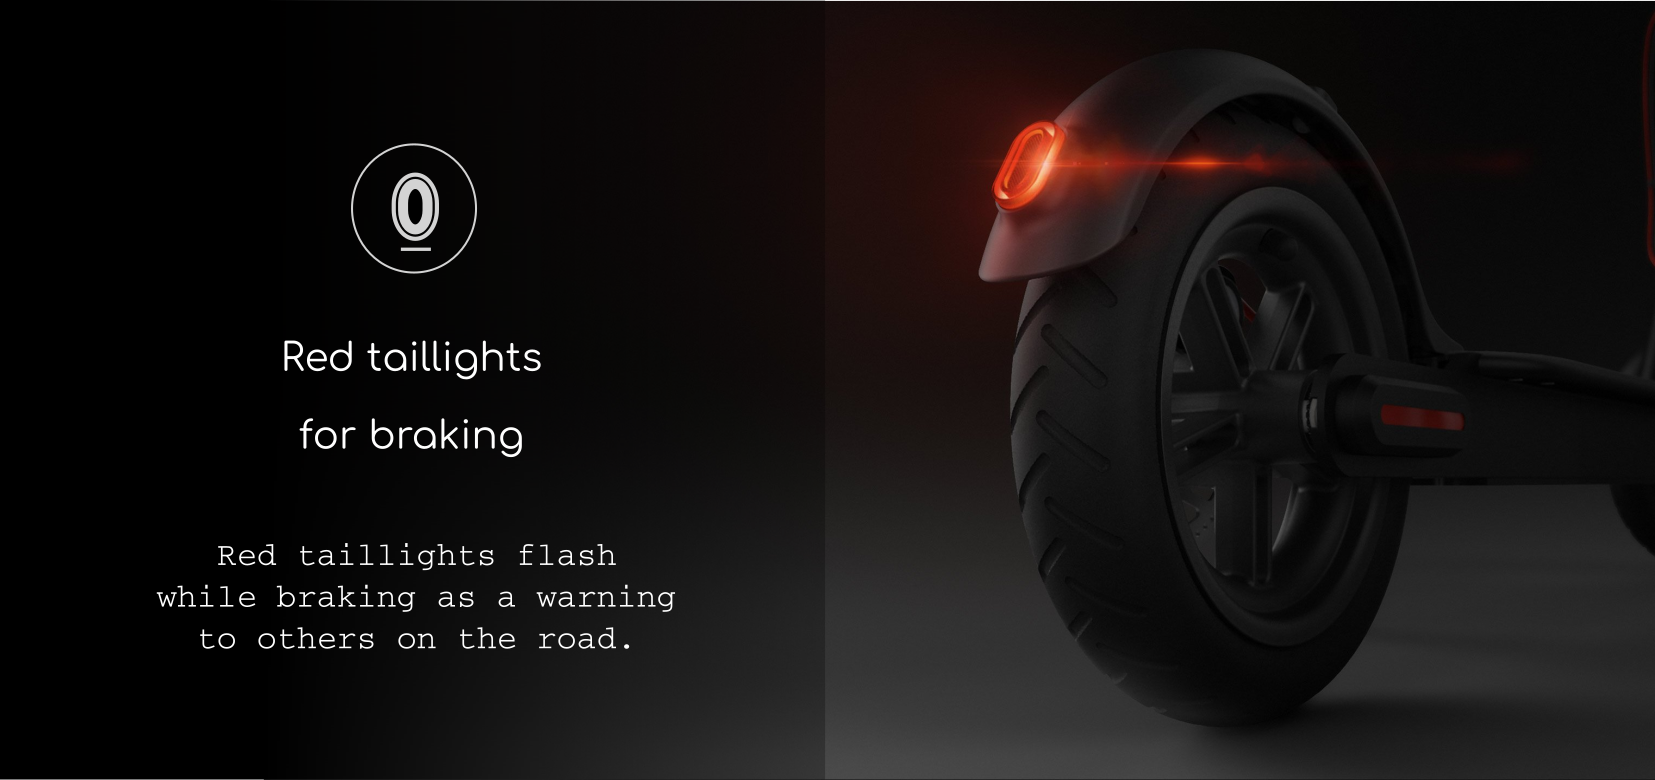 Red taillights
for braking
Red taillights flash
while braking as a warning
to others on the road.